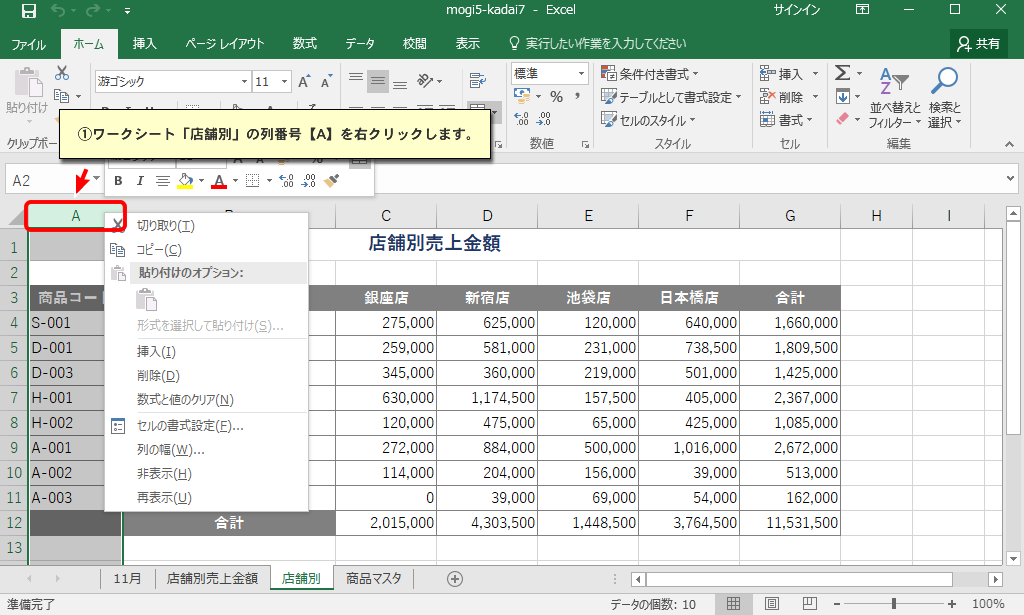 mogi5-kadai7 - Excel
サインイン
ファイル ホーム 挿入 ページ レイアウト 数式 データ 校閲 表示 実行したい作業を入力してください 共有
貼り付け
游ゴシック 11 A A
標準
% ,
条件付き書式
テーブルとして書式設定
セルのスタイル
挿入
削除
書式
Σ
並べ替えと
フィルター
検索と
選択
クリップボー
数値 スタイル セル 編集
①ワークシート「店舗別」の列番号【A】を右クリックします。
A2
B I A
A C D E F G H I
切り取り(T)
コピー(C)
貼り付けのオプション:
形式を選択して貼り付け(S)...
挿入(I)
削除(D)
数式と値のクリア(N)
セルの書式設定(F)...
列の幅(W)...
非表示(H)
再表示(U)
1 店舗別売上金額
2
3 商品コード 銀座店 新宿店 池袋店 日本橋店 合計
4 S-001 275,000 625,000 120,000 640,000 1,660,000
5 D-001 259,000 581,000 231,000 738,500 1,809,500
6 D-003 345,000 360,000 219,000 501,000 1,425,000
7 H-001 630,000 1,174,500 157,500 405,000 2,367,000
8 H-002 120,000 475,000 65,000 425,000 1,085,000
9 A-001 272,000 884,000 500,000 1,016,000 2,672,000
10 A-002 114,000 204,000 156,000 39,000 513,000
11 A-003 0 39,000 69,000 54,000 162,000
12 合計 2,015,000 4,303,500 1,448,500 3,764,500 11,531,500
13
11月 店舗別売上金額 店舗別 商品マスタ
準備完了 データの個数: 10 100%